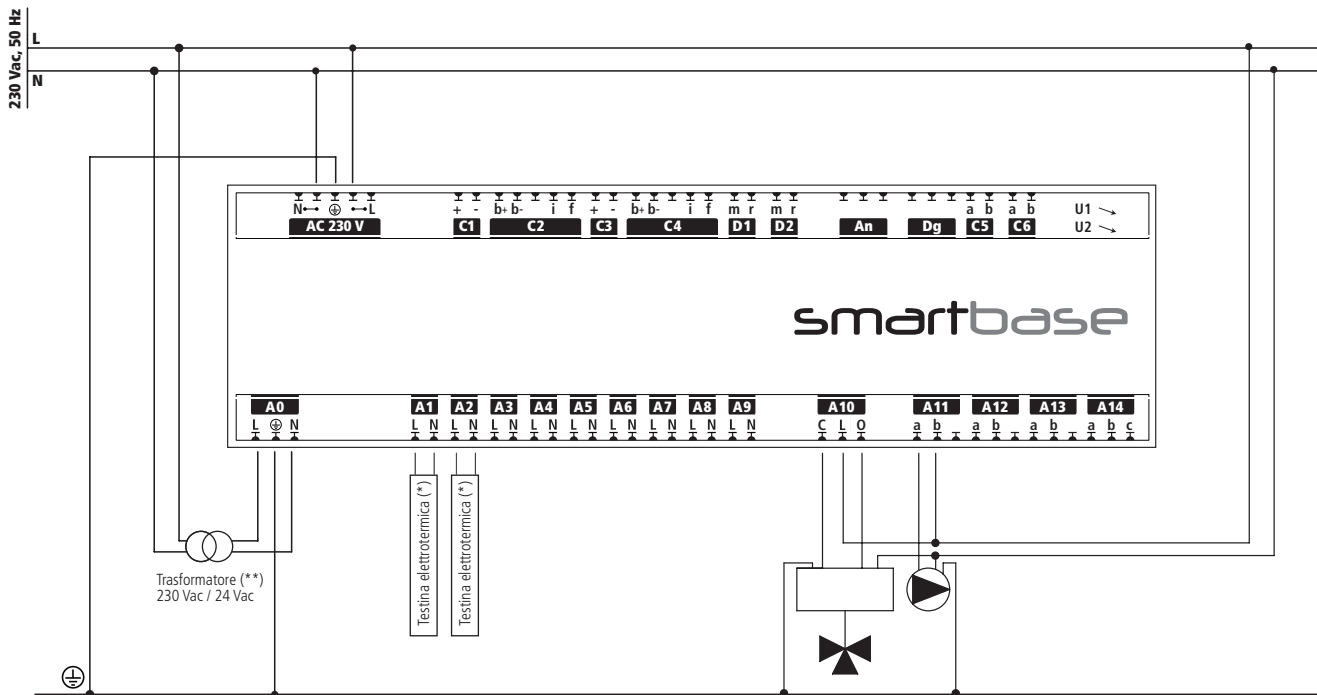 230 Vac, 50 Hz
L
N
N L
+ - b+ b- i f + - b+ b- i f m r m r a b a b U1
AC 230 V C1 C2 C3 C4 D1 D2 An Dg C5 C6 U2
smartbase
A0 A1 A2 A3 A4 A5 A6 A7 A8 A9 A10 A11 A12 A13 A14
L N L N L N L N L N L N L N L N L N L N C L O a b a b a b a b c
Testina elettrotermica (*)
Testina elettrotermica (*)
Trasformatore (**)
230 Vac / 24 Vac